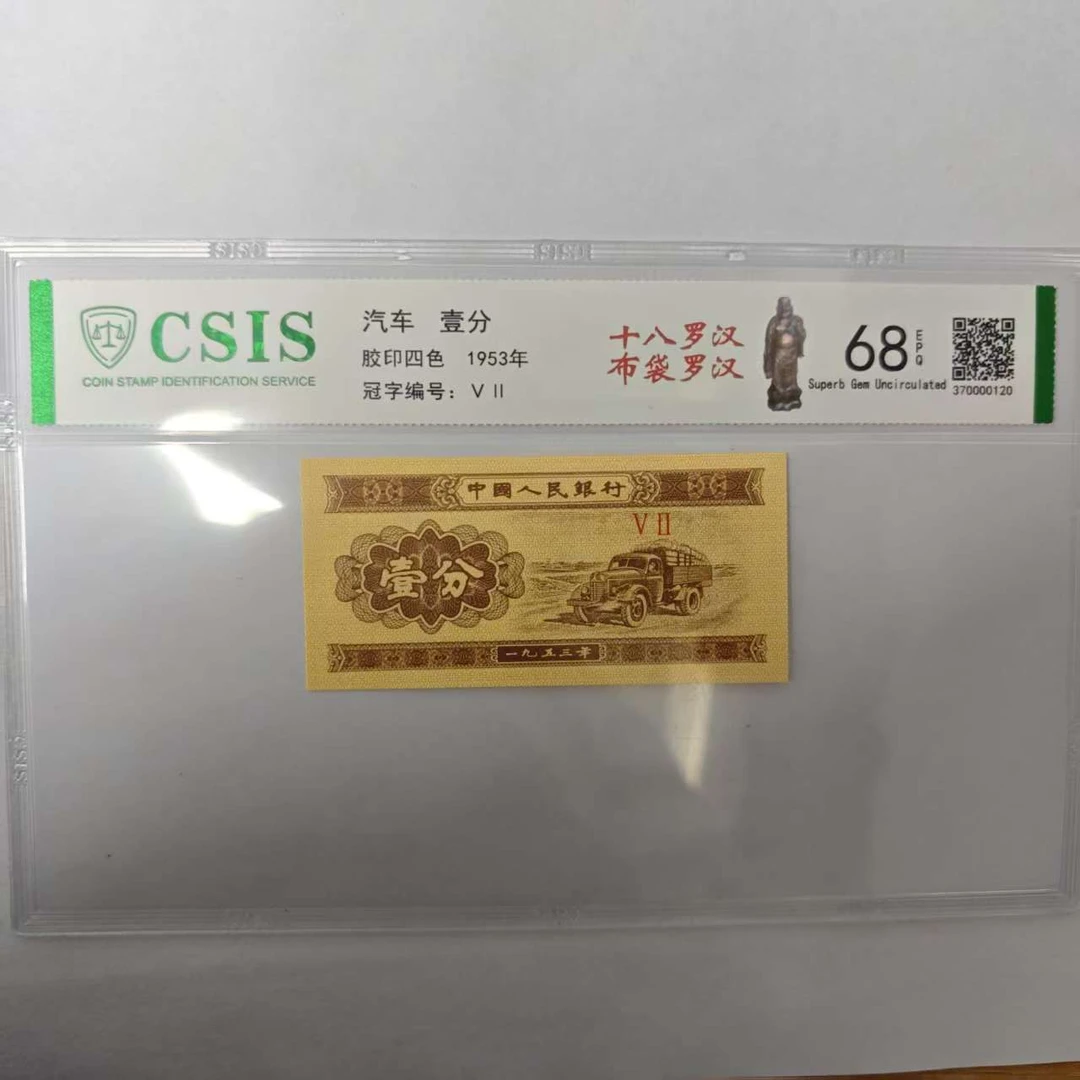 CSIS
COIN STAMP IDENTIFICATION SERVICE
汽车 壹分
胶印四色 1953年
冠字编号：V II
十八罗汉
布袋罗汉
68 EPQ
Superb Gem Uncirculated
370000120
中國人民銀行
V II
壹分
一九五三年